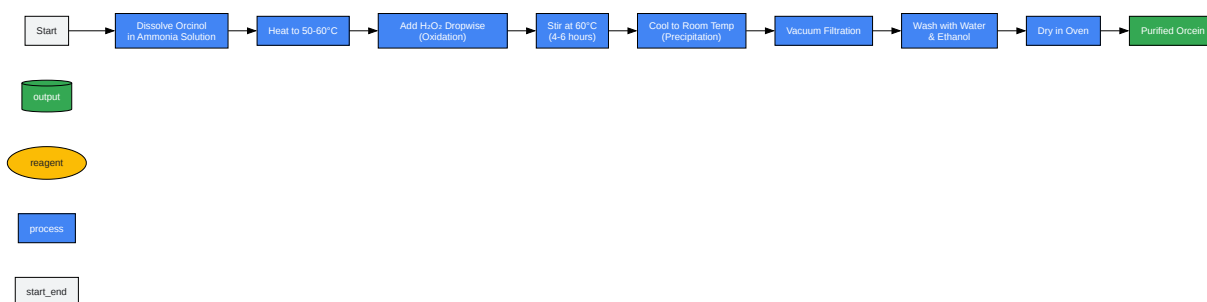 Start
Dissolve Orcinol
in Ammonia Solution
Heat to 50-60°C
Add H₂O₂ Dropwise
(Oxidation)
Stir at 60°C
(4-6 hours)
Cool to Room Temp
(Precipitation)
Vacuum Filtration
Wash with Water
& Ethanol
Dry in Oven
Purified Orcein
output
reagent
process
start_end